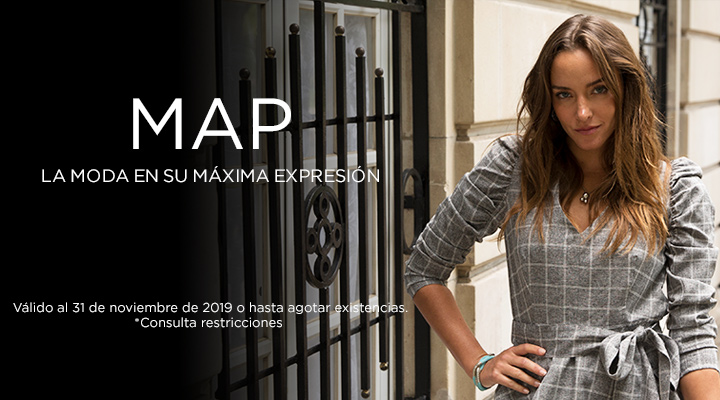 MAP
LA MODA EN SU MÁXIMA EXPRESIÓN
Válido al 31 de noviembre de 2019 o hasta agotar existencias.
*Consulta restricciones